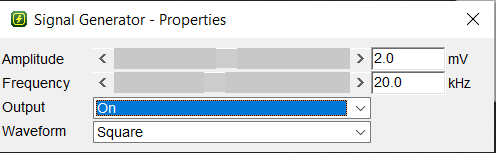 Signal Generator - Properties
Amplitude 2.0 mV
Frequency 20.0 kHz
Output On
Waveform Square